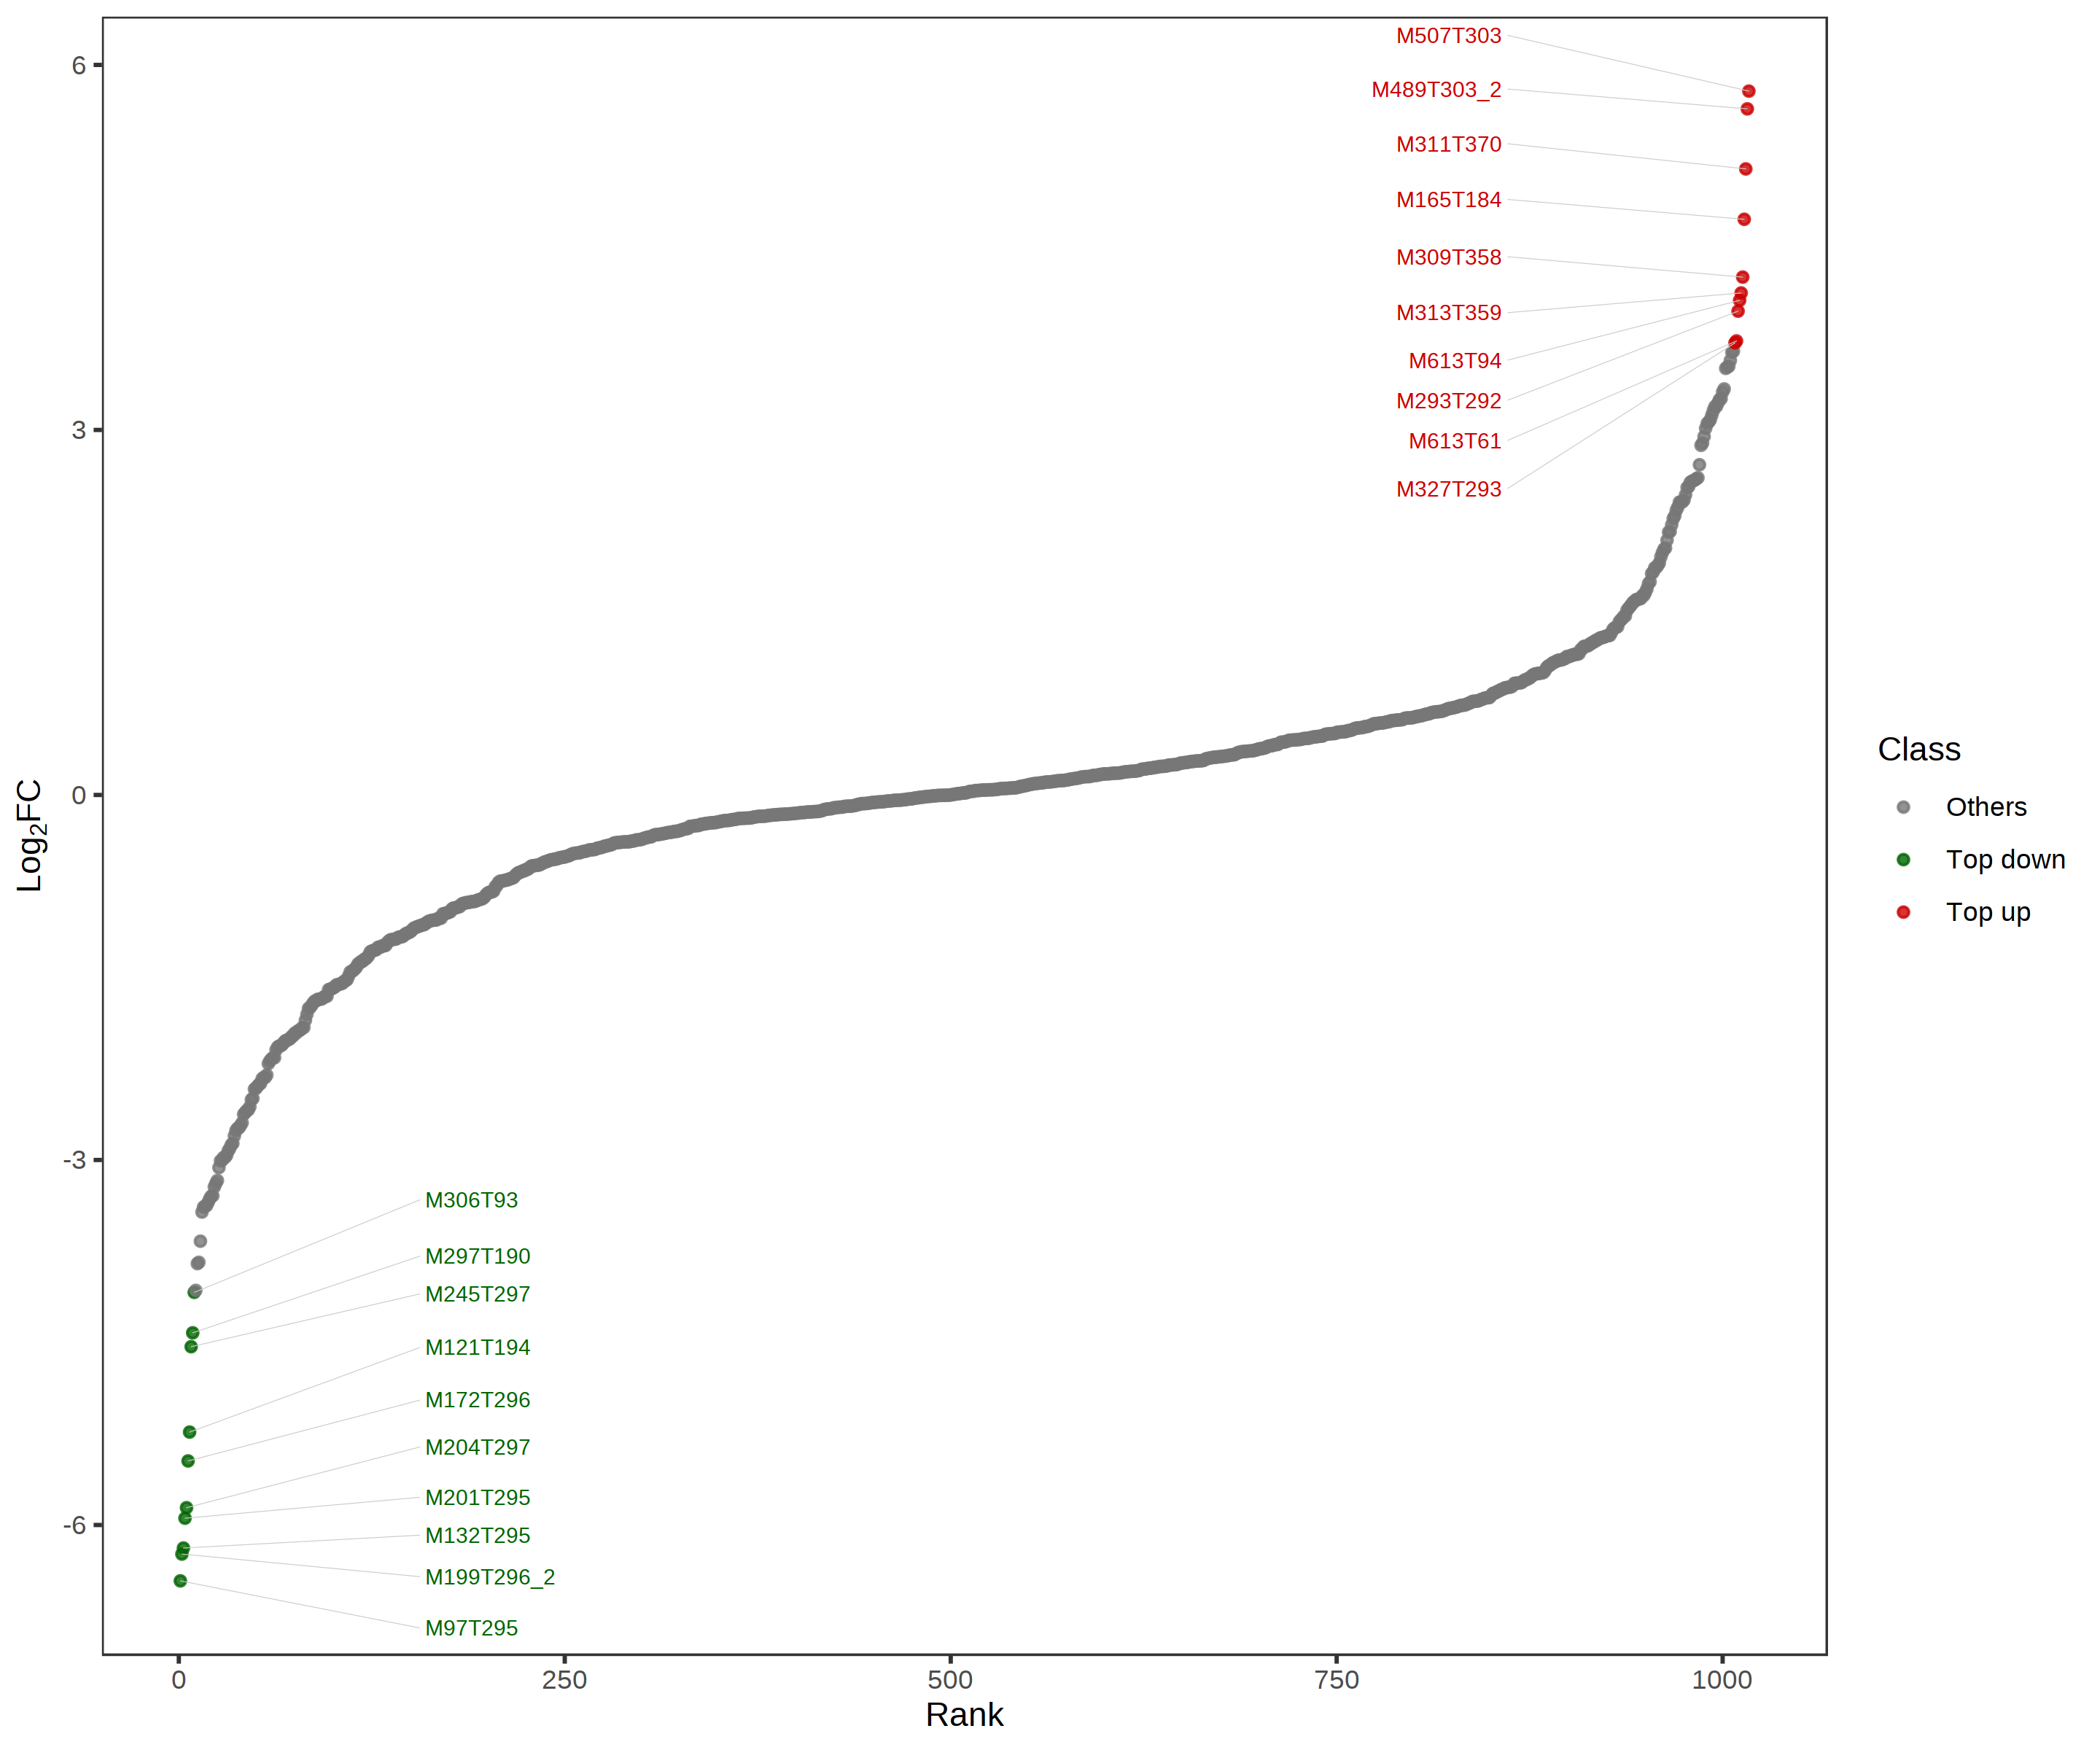 6
3
0
-3
-6
Log2FC
M507T303
M489T303_2
M311T370
M165T184
M309T358
M313T359
M613T94
M293T292
M613T61
M327T293
M306T93
M297T190
M245T297
M121T194
M172T296
M204T297
M201T295
M132T295
M199T296_2
M97T295
0
250
500
750
1000
Rank
Class
Others
Top down
Top up